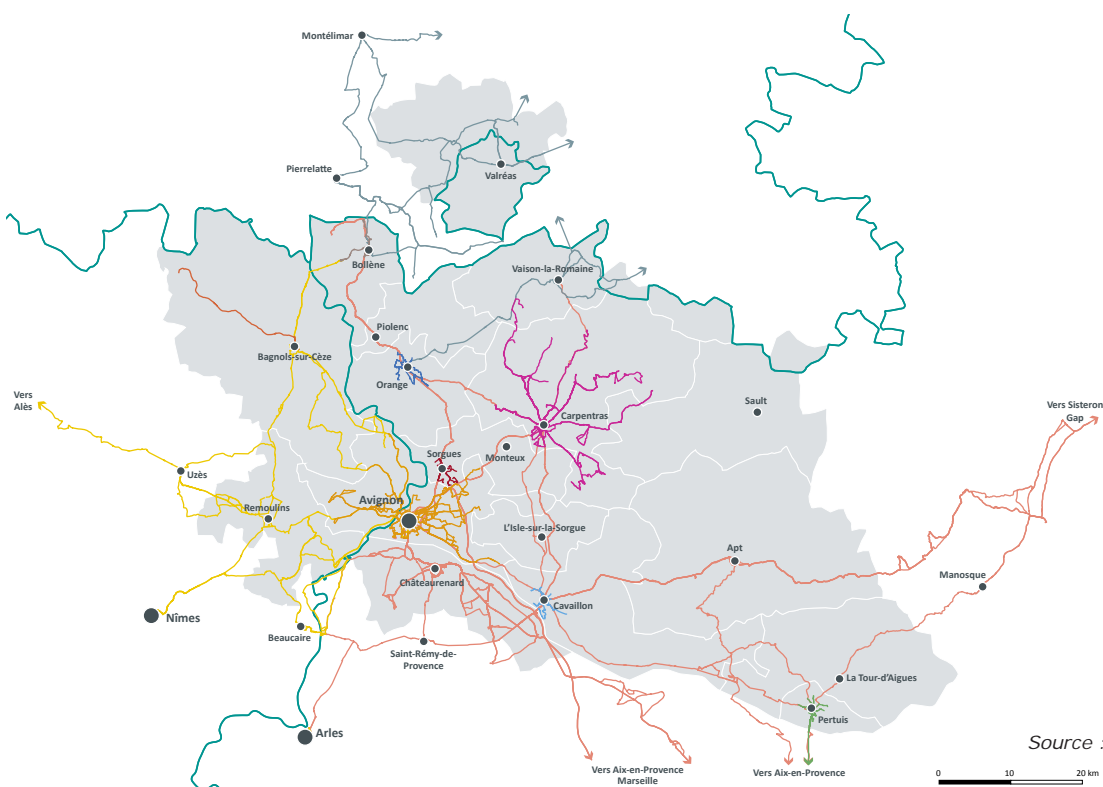 Montélimar
Pierrelatte
Valréas
Bollène
Vaison-la-Romaine
Piolenc
Bagnols-sur-Cèze
Orange
Vers
Alès
Sault
Vers Sisteron
Gap
Carpentras
Sorgues
Monteux
Uzès
Avignon
Remoulins
L'Isle-sur-la-Sorgue
Apt
Manosque
Châteaurenard
Cavaillon
Nîmes
Beaucaire
Saint-Rémy-de-
Provence
La Tour-d'Aigues
Pertuis
Arles
Source :
Vers Aix-en-Provence
Marseille
Vers Aix-en-Provence
0 10 20 km